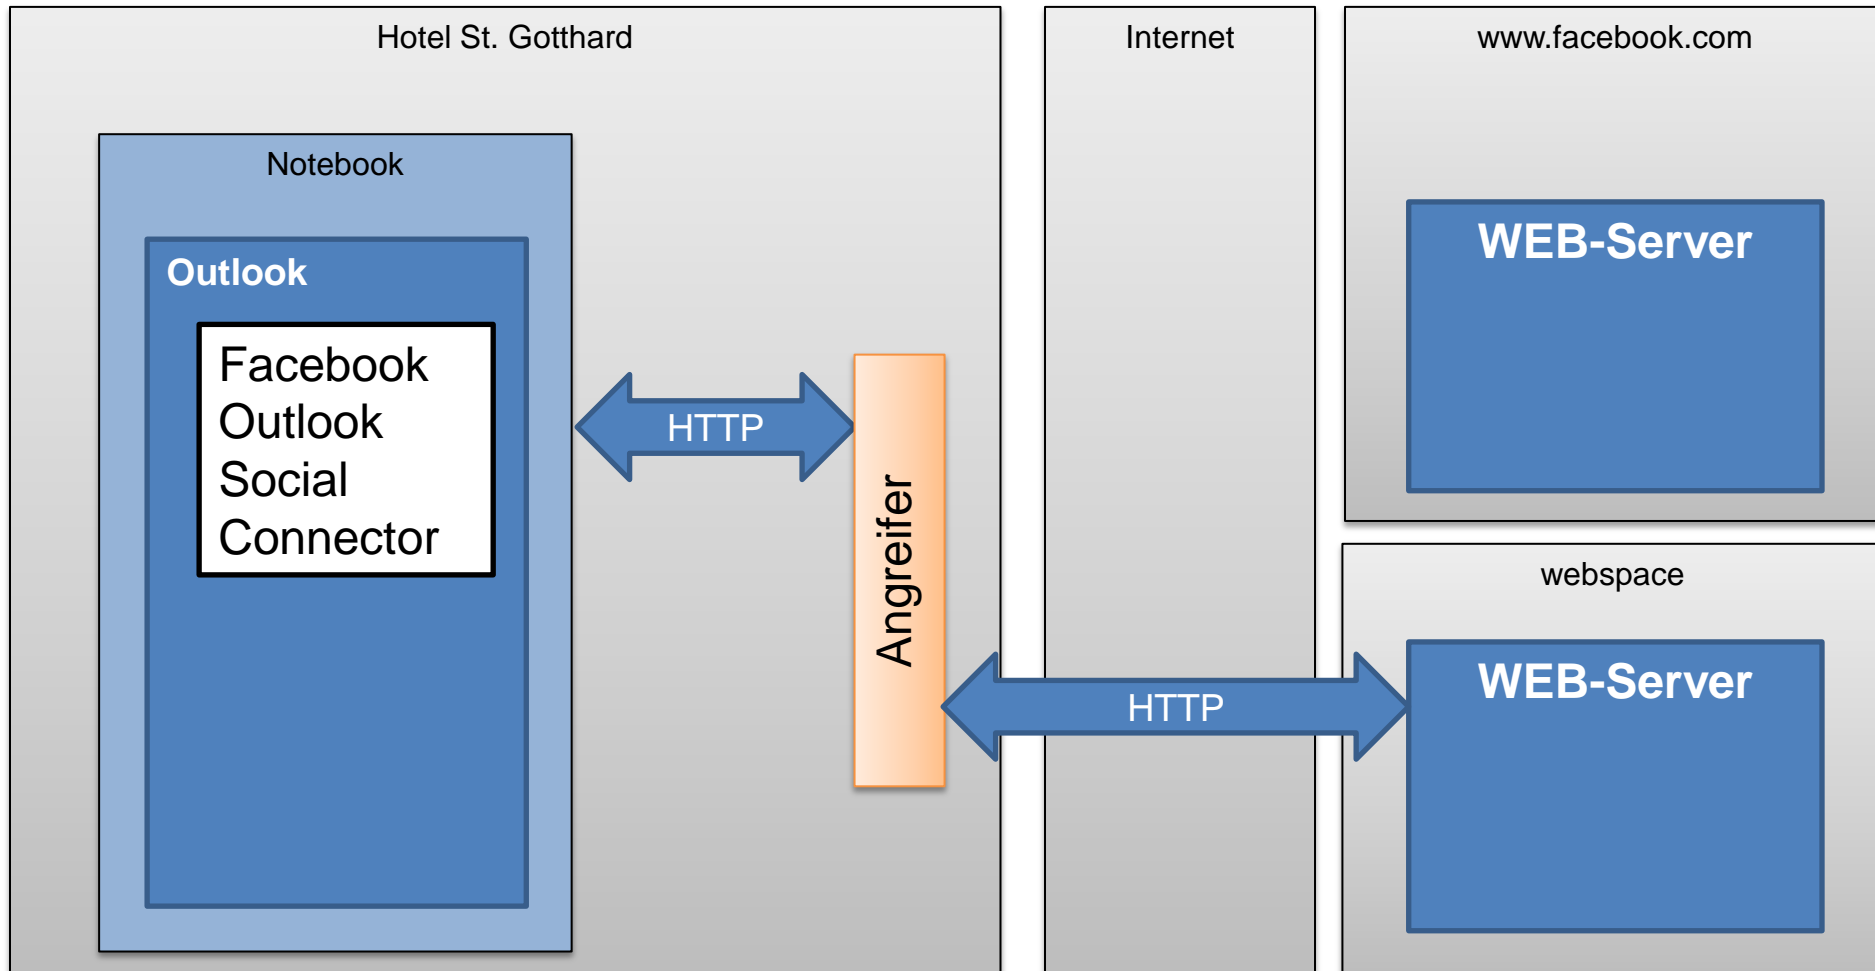 Hotel St. Gotthard
Notebook
Outlook
Facebook
Outlook
Social
Connector
HTTP
Angreifer
Internet
HTTP
www.facebook.com
WEB-Server
webspace
WEB-Server